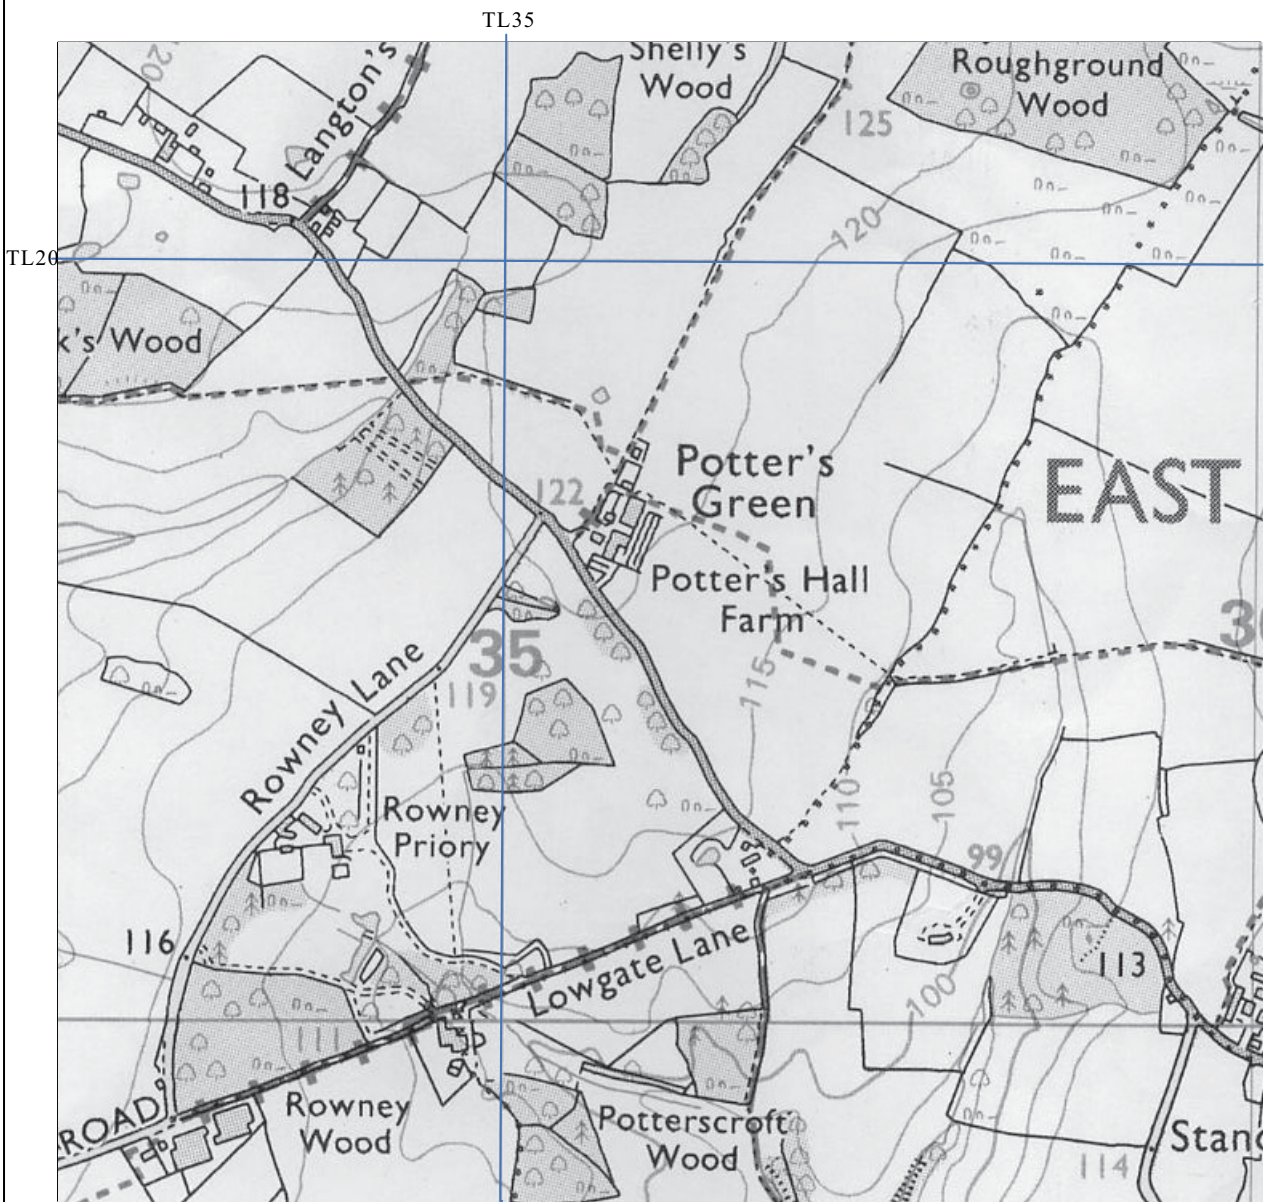 TL35
120
Langton's
Shelly's
Wood
Roughground
Wood
125
118
120
TL20
k's Wood
122
Potter's
Green
EAST
Potter's Hall
Farm
Rowney Lane
35
119
115
Rowney
Priory
110
105
99
116
Lowgate Lane
113
100
111
ROAD
Rowney
Wood
Potterscroft
Wood
114
Stand